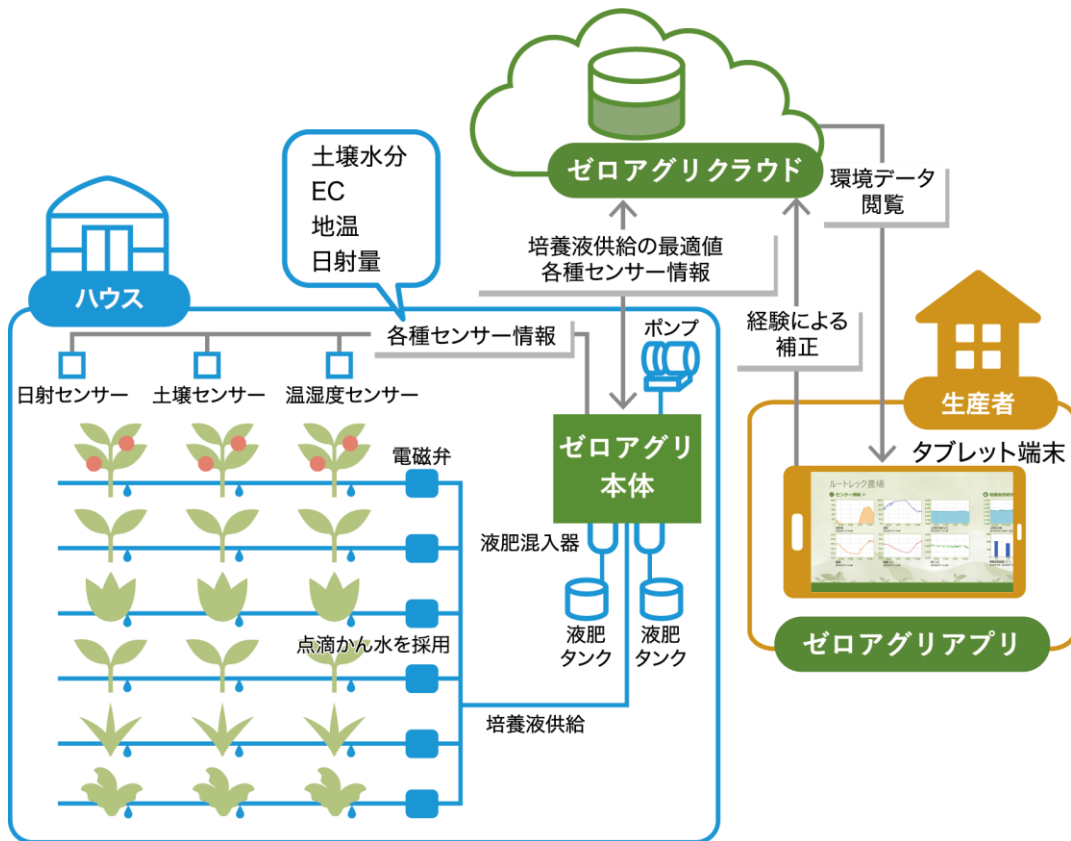 ゼロアグリクラウド
土壌水分
EC
地温
日射量
環境データ
閲覧
培養液供給の最適値
各種センサー情報
ハウス
各種センサー情報
ポンプ
経験による
補正
生産者
日射センサー
土壌センサー
温湿度センサー
タブレット端末
電磁弁
ゼロアグリ
本体
ルートレック農場
液肥混入器
液肥
タンク
液肥
タンク
点滴かん水を採用
ゼロアグリアプリ
培養液供給